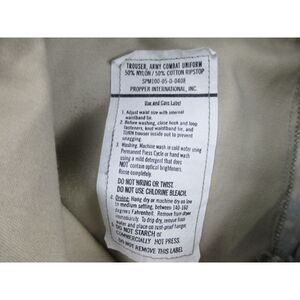 TROUSER, ARMY COMBAT UNIFORM
50% NYLON / 50% COTTON RIPSTOP
SPM100-05-D-0408
PROPPER INTERNATIONAL, INC.
Use and Care Label
1. Adjust waist size with internal
waistband tie.
2. Before washing, close hook and loop
fasteners, knot waistband tie, and
TURN trouser inside out to prevent
snagging.
3. Washing. Machine wash in cold water using
Permanent Press Cycle or hand wash
using a mild detergent that does
NOT contain optical brighteners.
Rinse completely.
DO NOT WRING OR TWIST.
DO NOT USE CHLORINE BLEACH.
Drying. Hang dry or machine dry on low
to medium setting, between 140-160
degrees Fahrenheit. Remove from dryer
immediately. To drip dry, remove from
water and place on rust-proof hanger.
DO NOT STARCH or
COMMERCIALLY HOT PRESS.
DO NOT REMOVE THIS LABEL